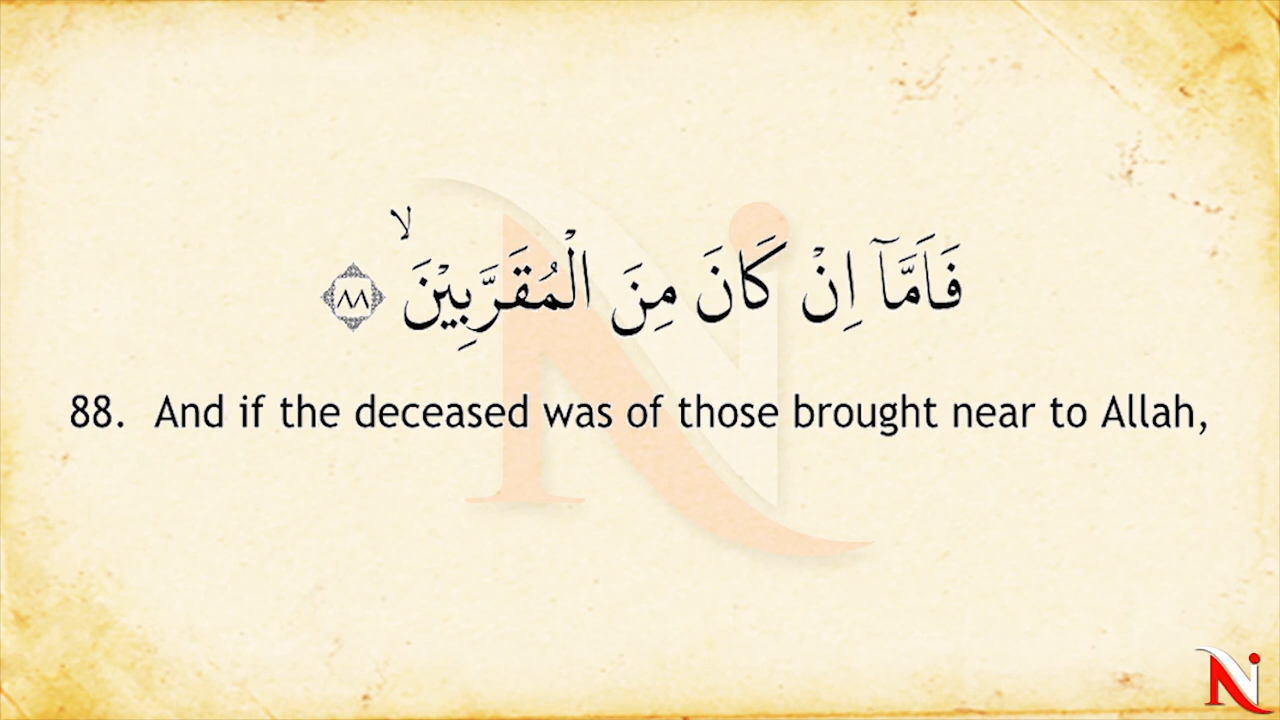 فَاَمَّآ اِنْ كَانَ مِنَ الْمُقَرَّبِيْنَ ۙ ﴿٨٨﴾
88. And if the deceased was of those brought near to Allah,